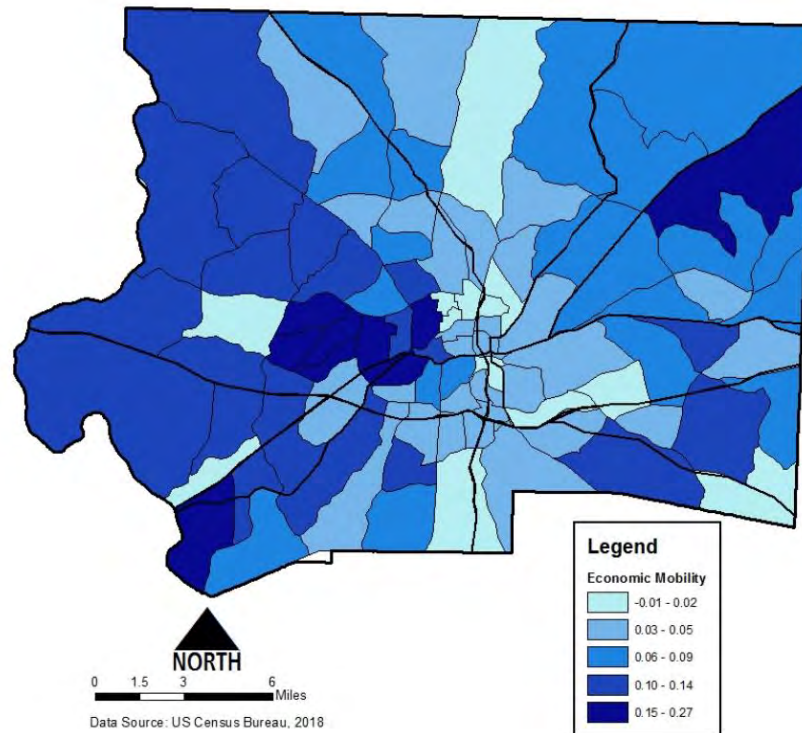 Legend
Economic Mobility
-0.01 - 0.02
0.03 - 0.05
0.06 - 0.09
0.10 - 0.14
0.15 - 0.27
NORTH
0 1.5 3 6
Miles
Data Source: US Census Bureau, 2018